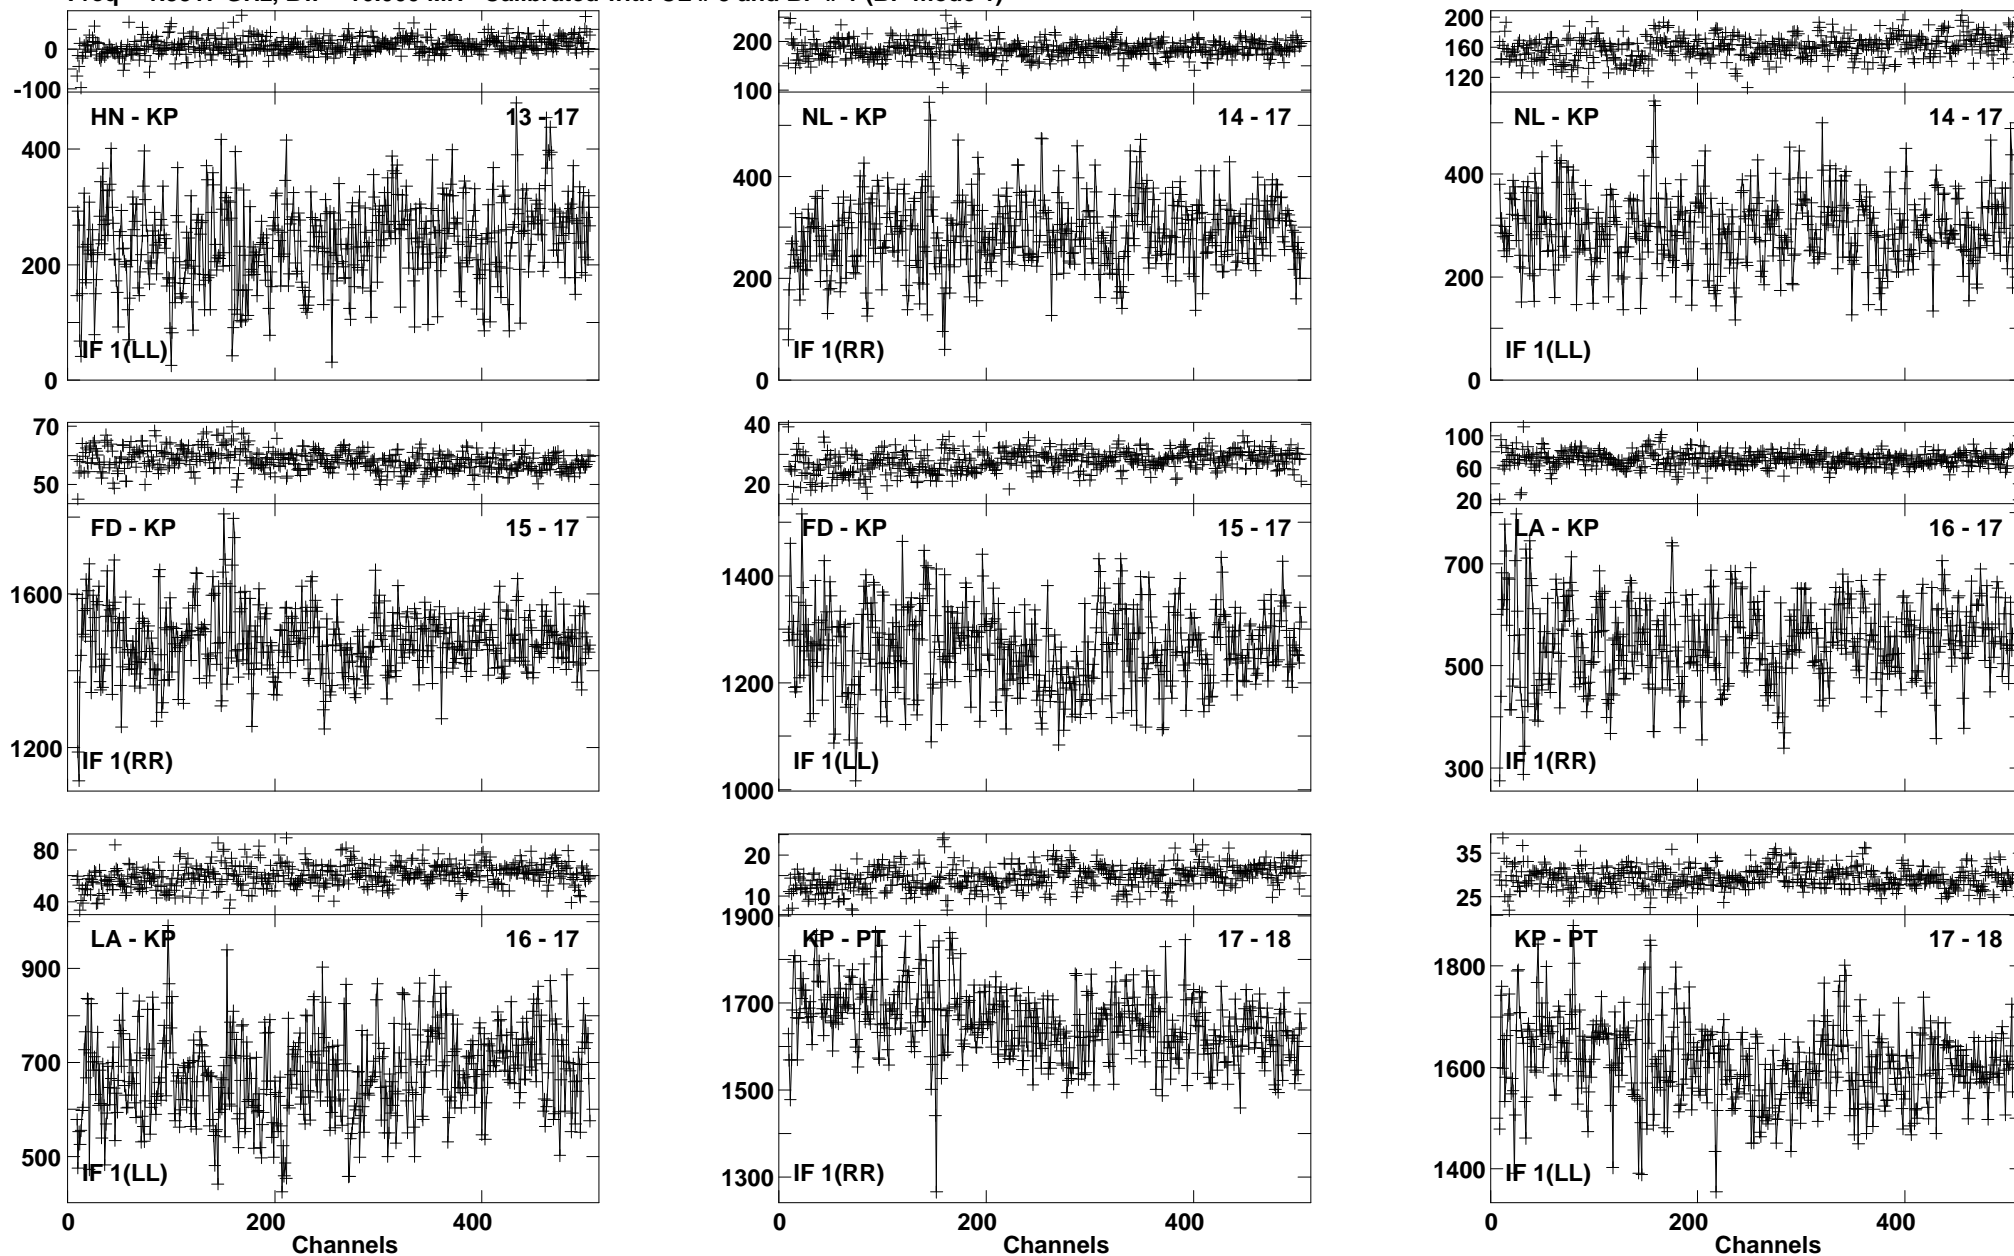 0
-100
HN - KP 13 - 17
400
200
0
IF 1(LL)
200
100
NL - KP 14 - 17
400
200
0
IF 1(RR)
200
160
120
NL - KP 14 - 17
400
200
0
IF 1(LL)
70
50
FD - KP 15 - 17
1600
1200
IF 1(RR)
40
20
FD - KP 15 - 17
1400
1200
1000
IF 1(LL)
100
60
20
LA - KP 16 - 17
700
500
300
IF 1(RR)
80
40
LA - KP 16 - 17
900
700
500
IF 1(LL)
0 200 400
Channels
20
10
1900
KP - PT 17 - 18
1700
1500
1300
IF 1(RR)
0 200 400
Channels
35
25
KP - PT 17 - 18
1800
1600
1400
IF 1(LL)
0 200 400
Channels